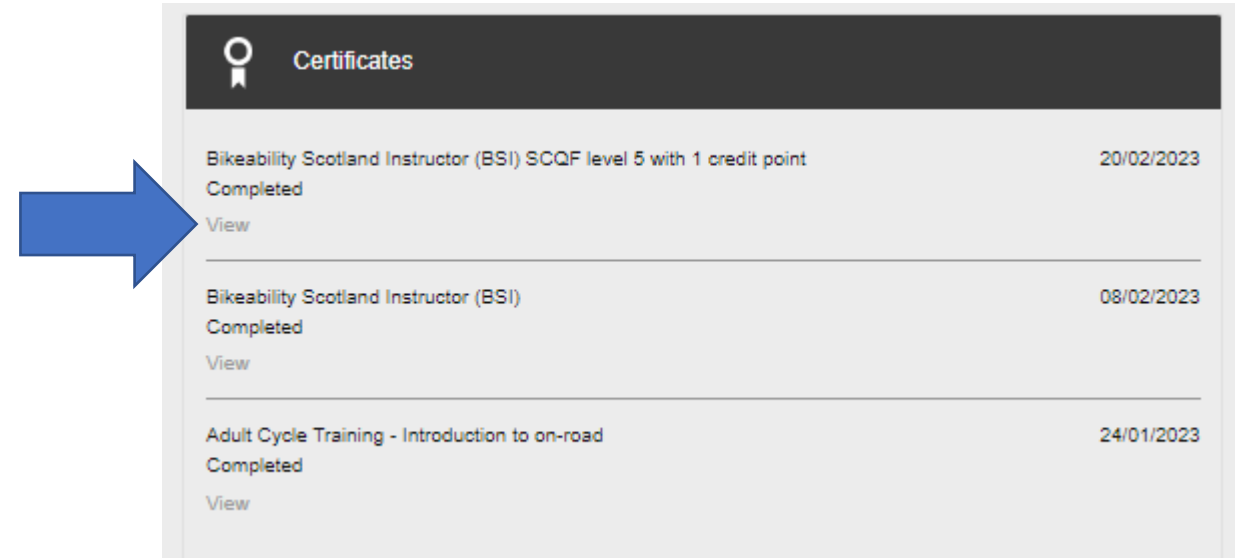 Certificates
Bikeability Scotland Instructor (BSI) SCQF level 5 with 1 credit point 20/02/2023
Completed
View
Bikeability Scotland Instructor (BSI) 08/02/2023
Completed
View
Adult Cycle Training - Introduction to on-road 24/01/2023
Completed
View